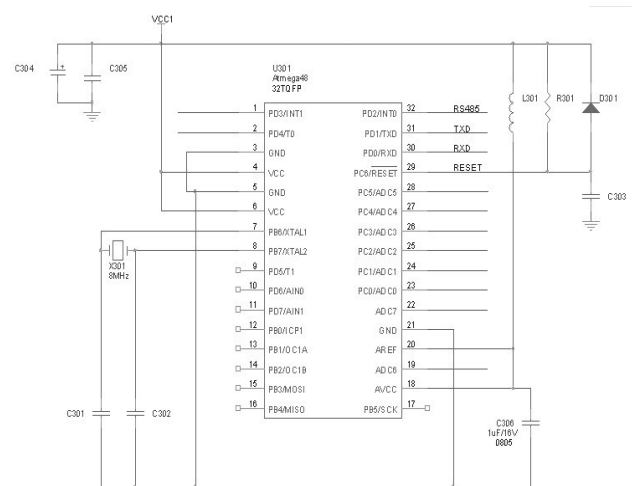 VCC1
C304
+
C305
U301
Atmega48
32TQFP
L301
R301
D301
C303
1 PD3/INT1 PD2/INT0 32 RS485
2 PD4/T0 PD1/TXD 31 TXD
3 GND PD0/RXD 30 RXD
4 VCC PC6/RESET 29 RESET
5 GND PC5/ADC5 28
6 VCC PC4/ADC4 27
7 PB6/XTAL1 PC3/ADC3 26
8 PB7/XTAL2 PC2/ADC2 25
9 PD5/T1 PC1/ADC1 24
10 PD6/AIN0 PC0/ADC0 23
11 PD7/AIN1 ADC7 22
12 PB0/ICP1 GND 21
13 PB1/OC1A AREF 20
14 PB2/OC1B ADC6 19
15 PB3/MOSI AVCC 18
16 PB4/MISO PB5/SCK 17
X301
8MHz
C301
C302
C306
1uF/16V
0805